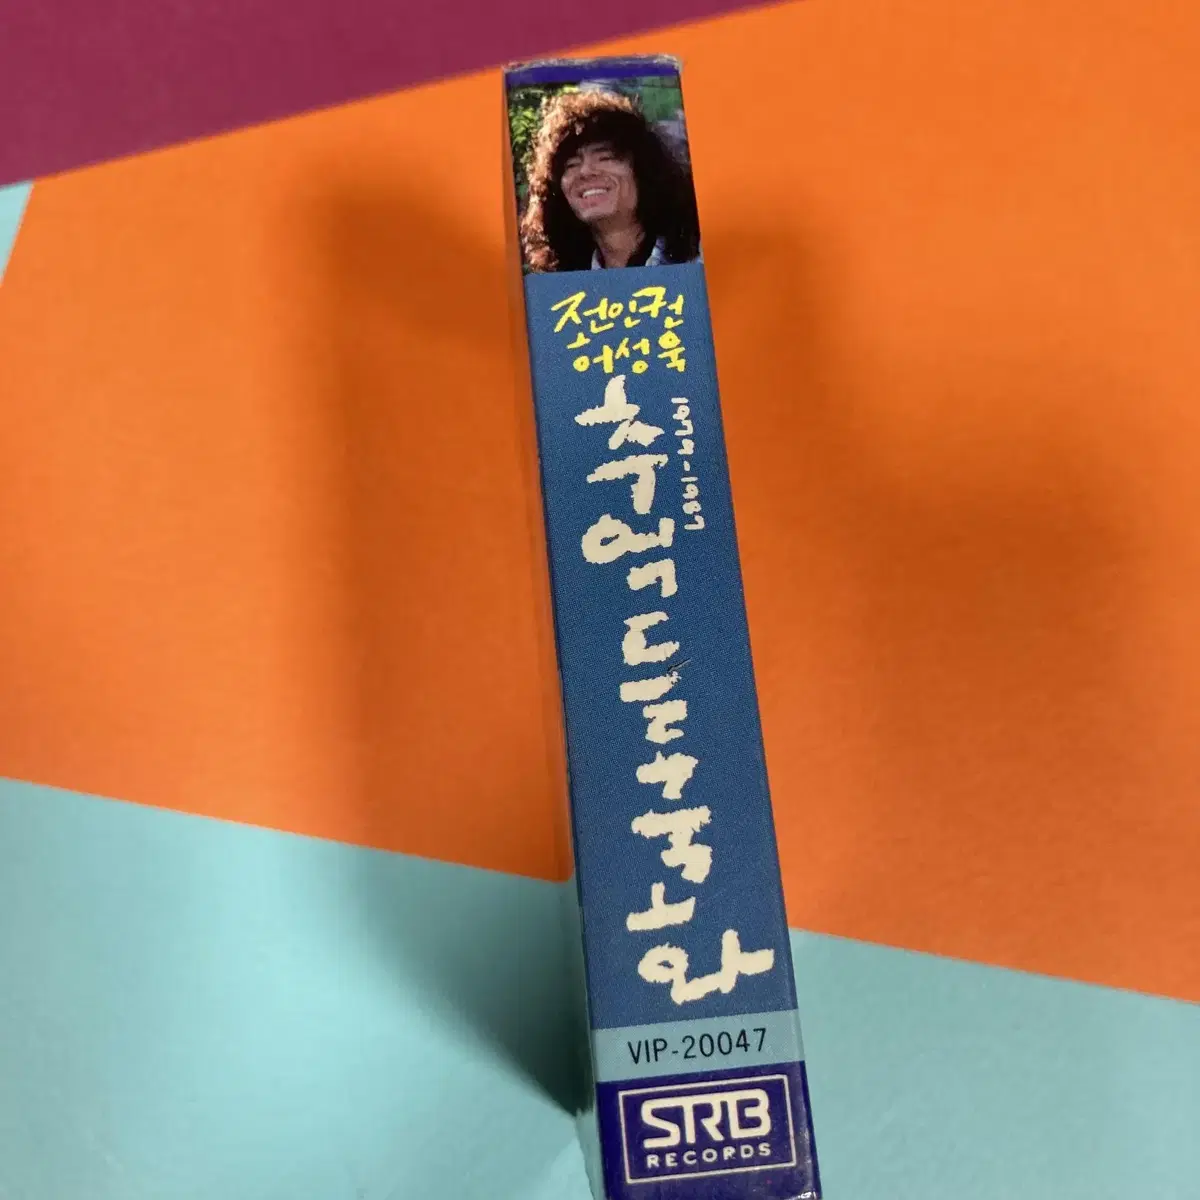 전인권
허성욱
1979-1987
추억들국화
VIP-20047
SRB
RECORDS